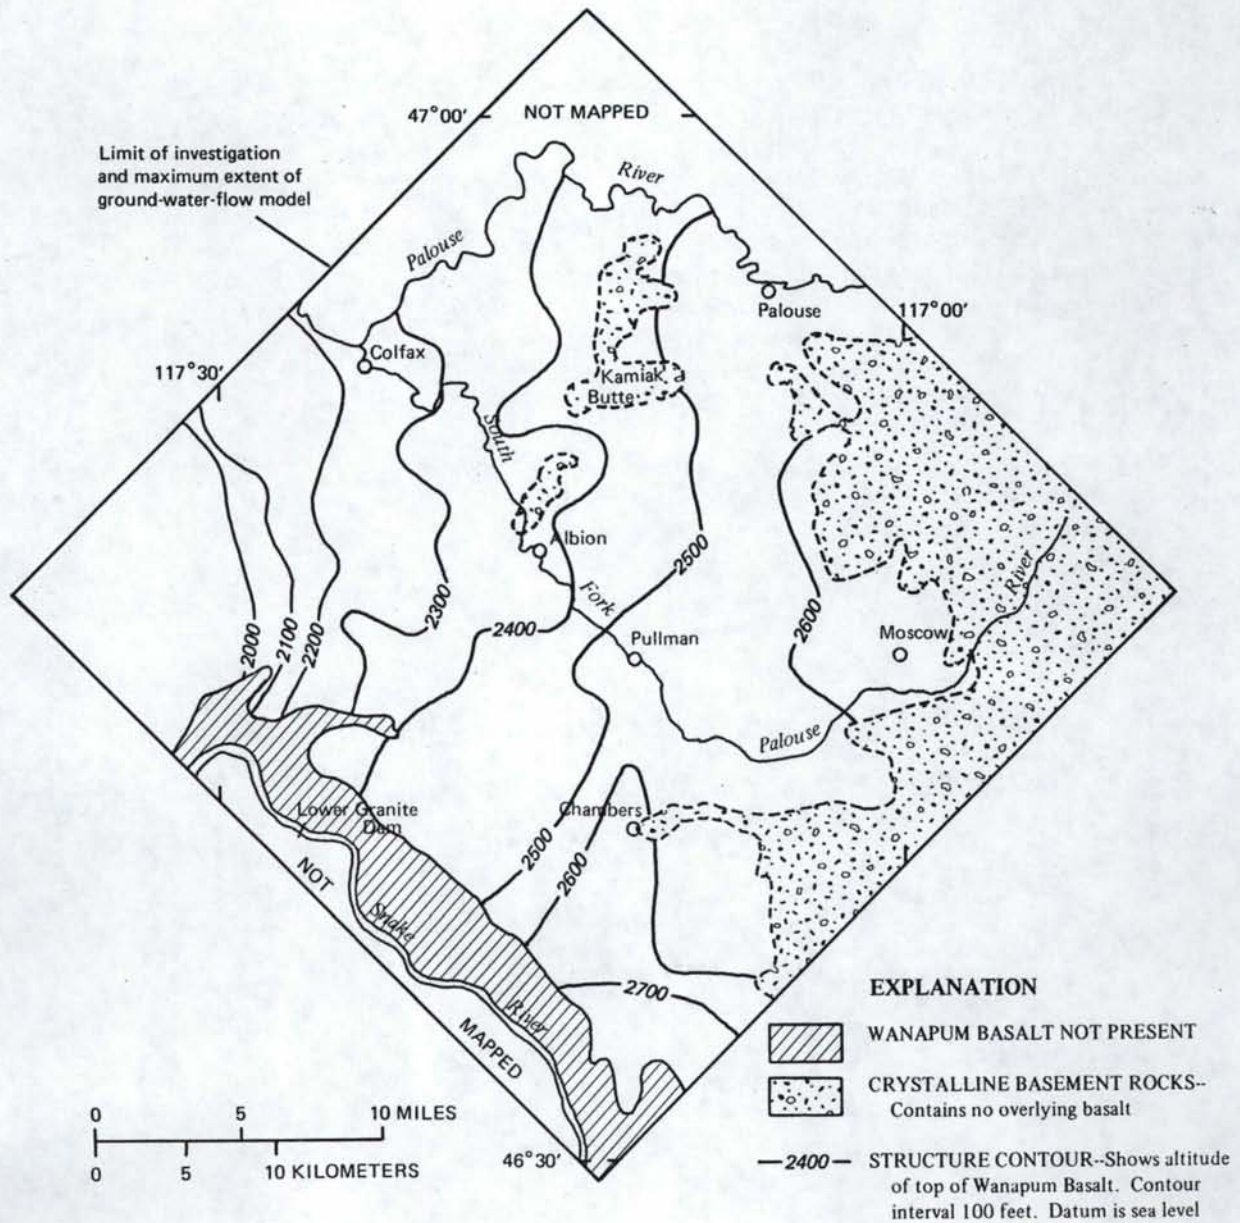 47°00'
NOT MAPPED
Limit of investigation
and maximum extent of
ground-water-flow model
River
Palouse
Palouse
117°00'
Colfax
117°30'
Kamiak
Butte
South
Albion
2500
Fork
2300
2400
2600
2000
2100
2200
Pullman
Moscow
River
Palouse
Lower Granite
Dam
Chambers
2500
2600
NOT
MAPPED
Snake
River
2700
EXPLANATION
WANAPUM BASALT NOT PRESENT
CRYSTALLINE BASEMENT ROCKS--
Contains no overlying basalt
2400
STRUCTURE CONTOUR--Shows altitude
of top of Wanapum Basalt. Contour
interval 100 feet. Datum is sea level
0 5 10 MILES
0 5 10 KILOMETERS
46°30'